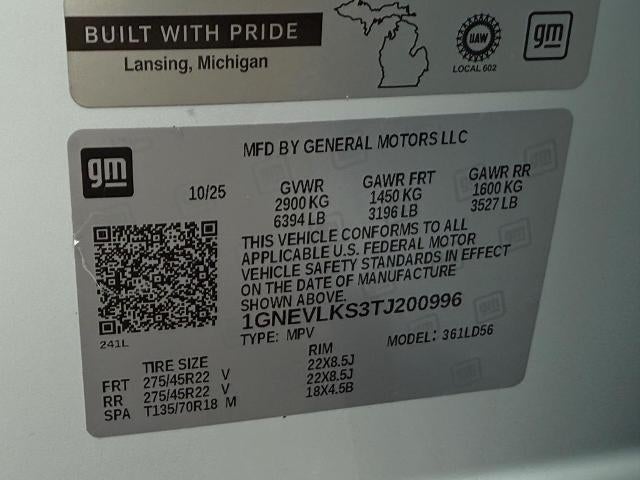 BUILT WITH PRIDE
Lansing, Michigan
UAW
LOCAL 602
gm
gm
MFD BY GENERAL MOTORS LLC
10/25
GVWR GAWR FRT GAWR RR
2900 KG 1450 KG 1600 KG
6394 LB 3196 LB 3527 LB
THIS VEHICLE CONFORMS TO ALL
APPLICABLE U.S. FEDERAL MOTOR
VEHICLE SAFETY STANDARDS IN EFFECT
ON THE DATE OF MANUFACTURE
SHOWN ABOVE.
1GNEVLKS3TJ200996
TYPE: MPV MODEL: 361LD56
241L
TIRE SIZE RIM
FRT 275/45R22 V 22X8.5J
RR 275/45R22 V 22X8.5J
SPA T135/70R18 M 18X4.5B